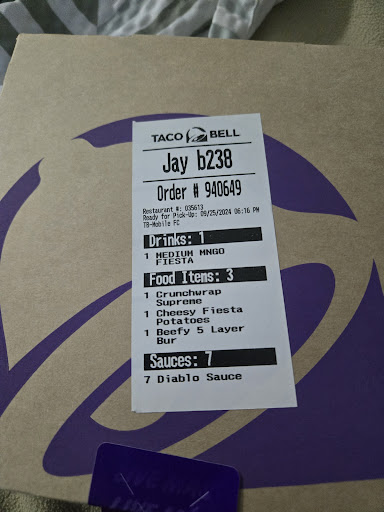 TACO BELL
Jay b238
Order # 940649
Restaurant #: 035613
Ready for Pick-Up: 09/25/2024 06:16 PM
TB-Mobile FC
Drinks: 1
1 MEDIUM MNGO
FIESTA
Food Items: 3
1 Crunchwrap
Supreme
1 Cheesy Fiesta
Potatoes
1 Beefy 5 Layer
Bur
Sauces: 7
7 Diablo Sauce